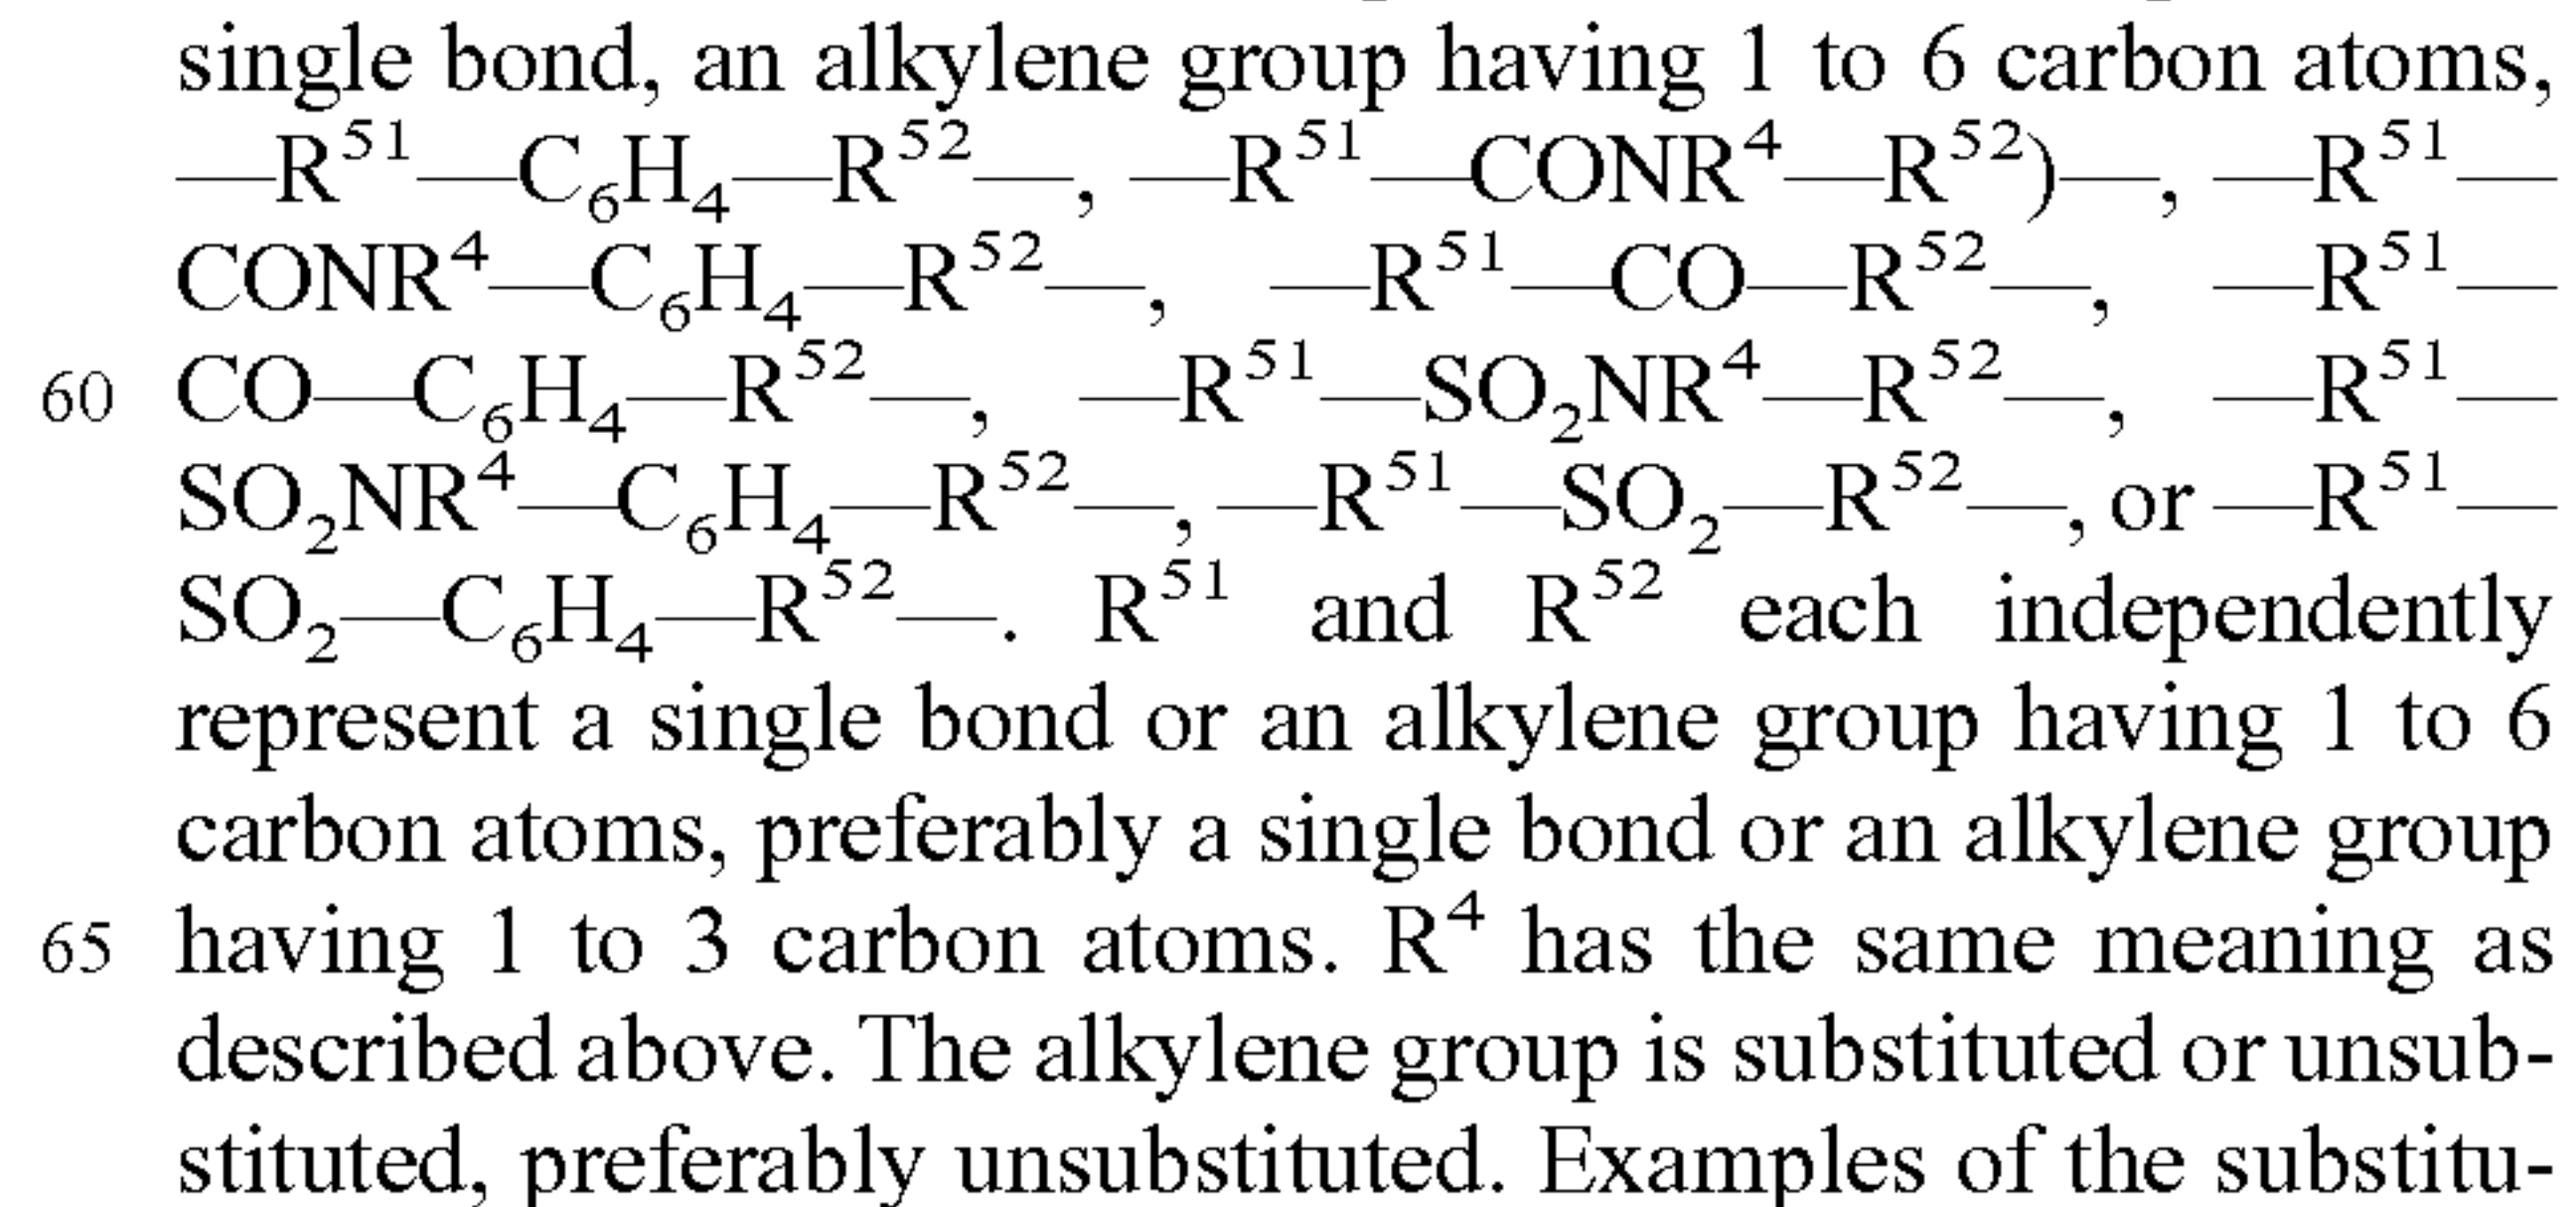 single bond, an alkylene group having 1 to 6 carbon atoms,
—R⁵¹—C₆H₄—R⁵²—, —R⁵¹—CONR⁴—R⁵²)—, —R⁵¹—
CONR⁴—C₆H₄—R⁵²—, —R⁵¹—CO—R⁵²—, —R⁵¹—
60 CO—C₆H₄—R⁵²—, —R⁵¹—SO₂NR⁴—R⁵²—, —R⁵¹—
SO₂NR⁴—C₆H₄—R⁵²—, —R⁵¹—SO₂—R⁵²—, or —R⁵¹—
SO₂—C₆H₄—R⁵²—. R⁵¹ and R⁵² each independently
represent a single bond or an alkylene group having 1 to 6
carbon atoms, preferably a single bond or an alkylene group
65 having 1 to 3 carbon atoms. R⁴ has the same meaning as
described above. The alkylene group is substituted or unsub-
stituted, preferably unsubstituted. Examples of the substitu-